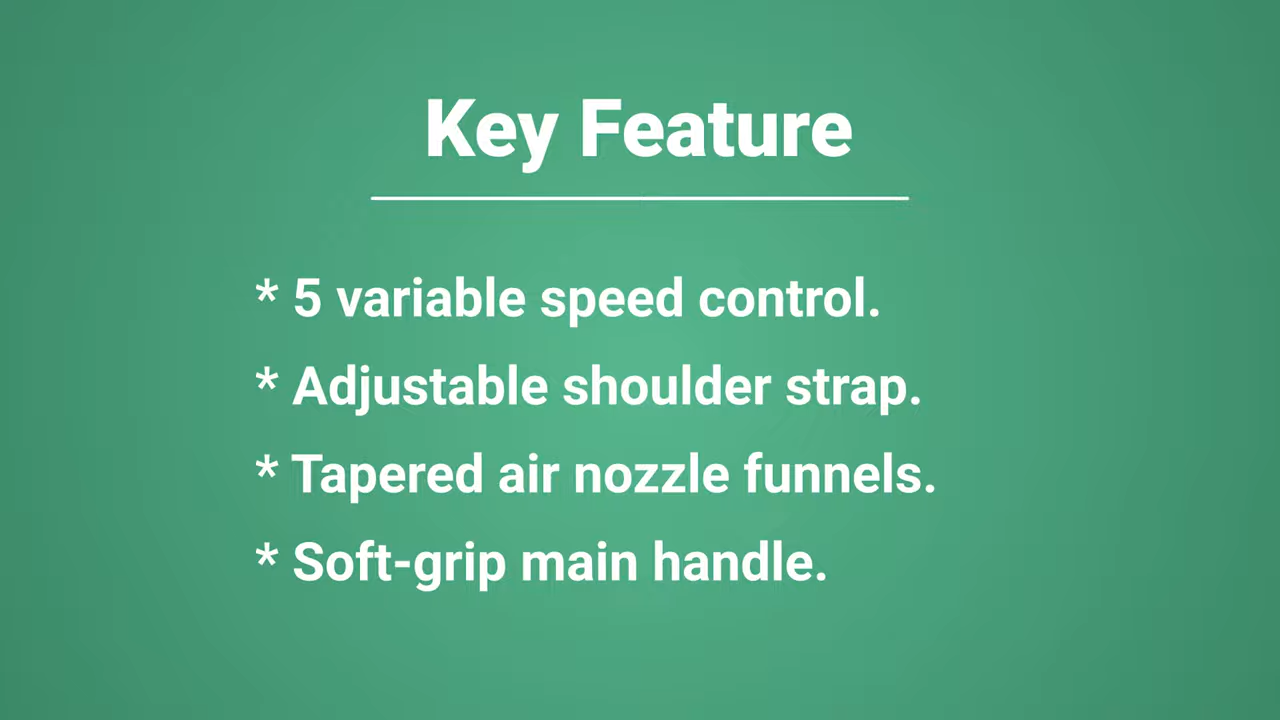 Key Feature
* 5 variable speed control.
* Adjustable shoulder strap.
* Tapered air nozzle funnels.
* Soft-grip main handle.